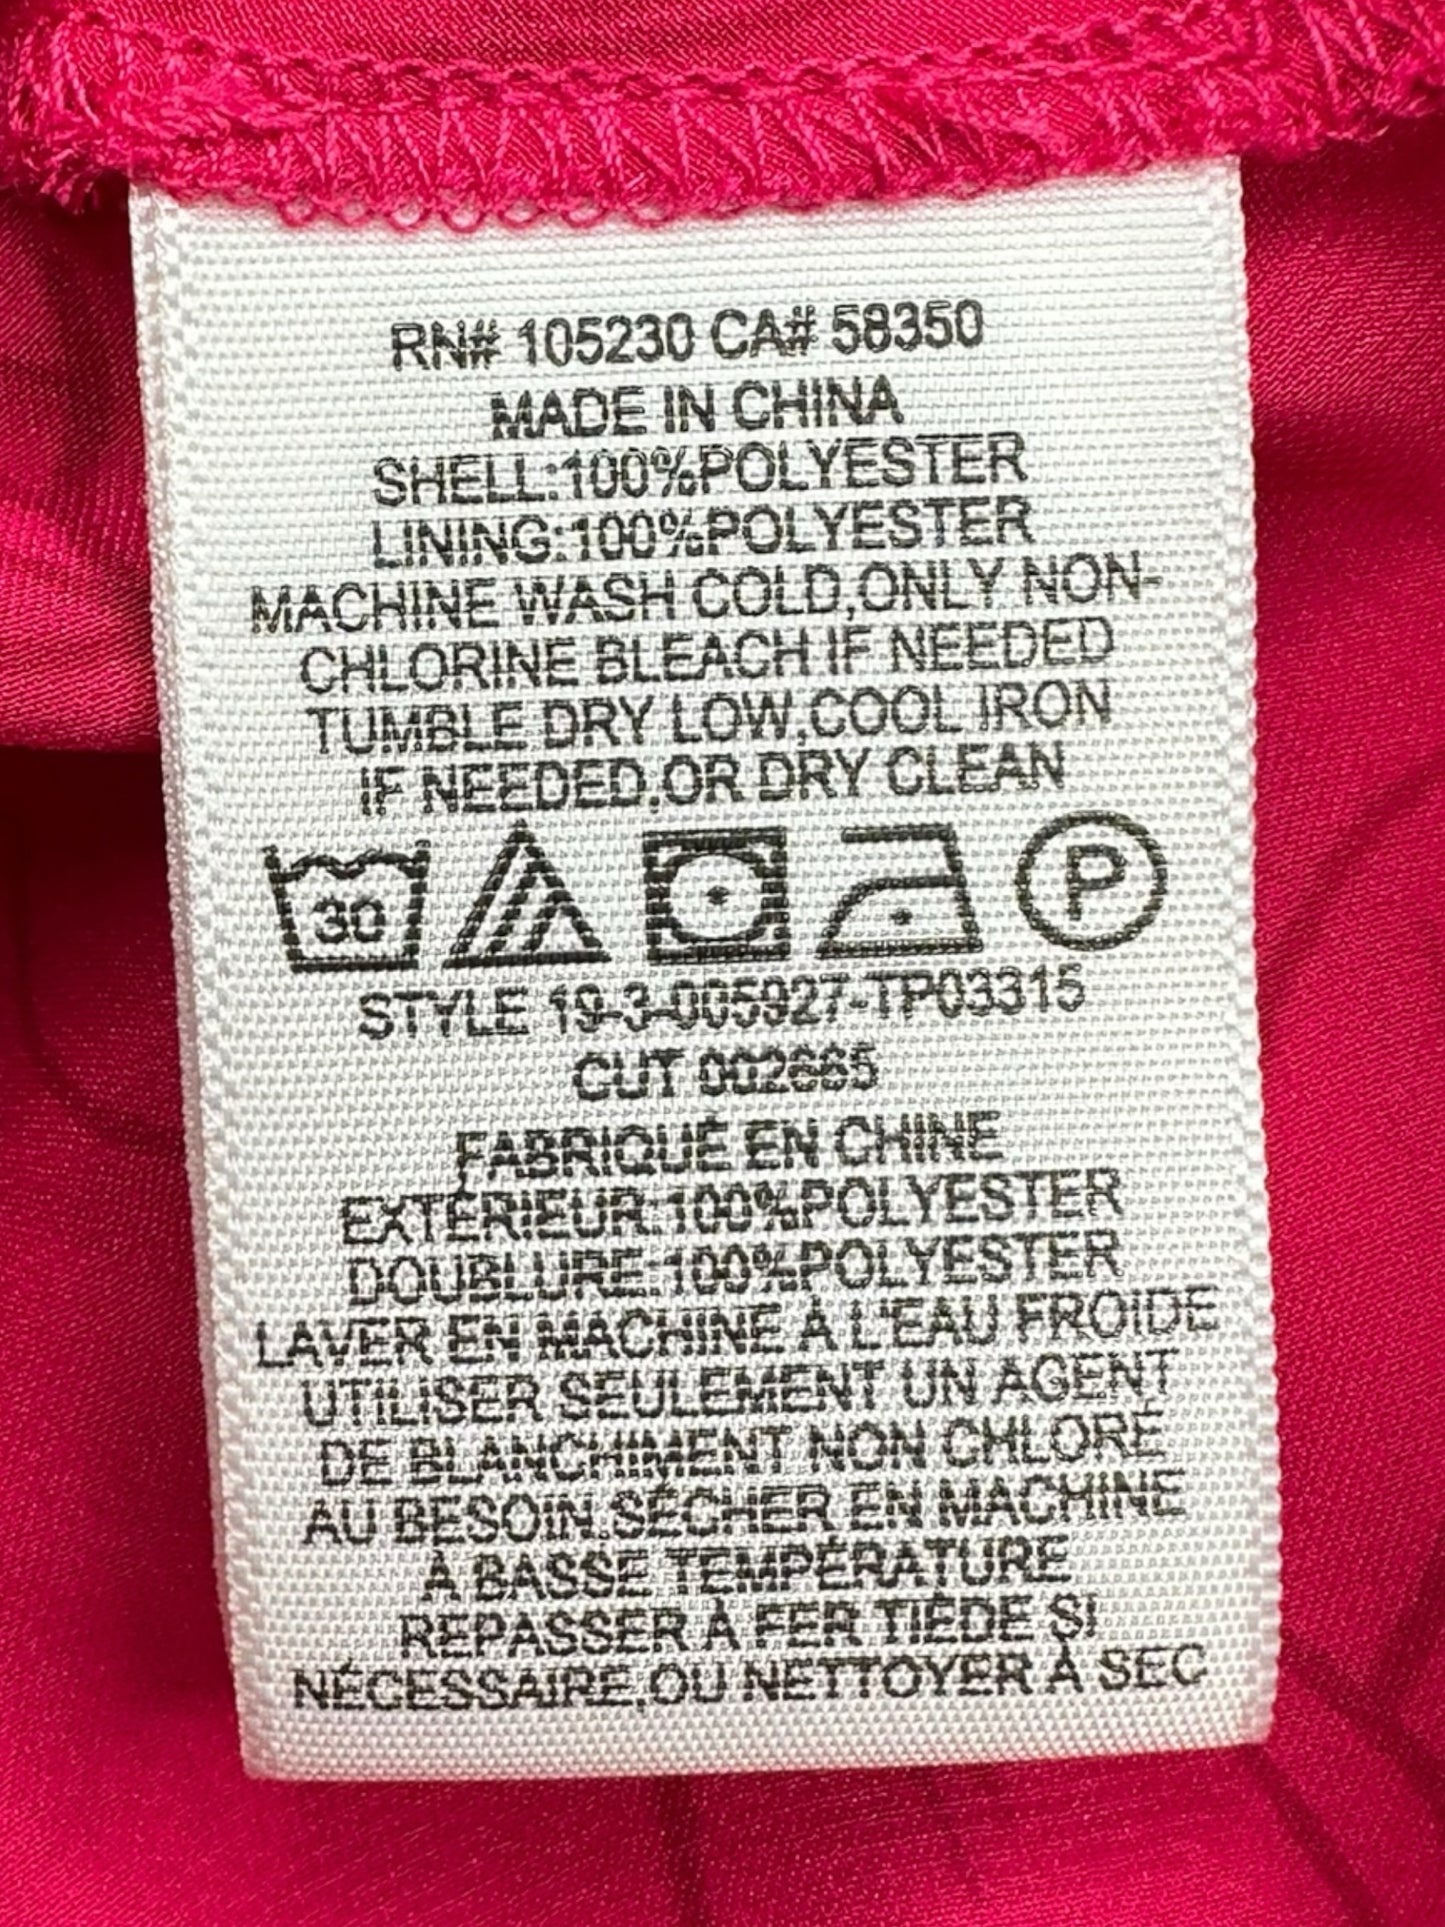 RN# 105230 CA# 58350
MADE IN CHINA
SHELL:100%POLYESTER
LINING:100%POLYESTER
MACHINE WASH COLD,ONLY NON-
CHLORINE BLEACH IF NEEDED
TUMBLE DRY LOW,COOL IRON
IF NEEDED,OR DRY CLEAN
30 P
STYLE 19-3-005927-TP03315
CUT 002665
FABRIQUÉ EN CHINE
EXTÉRIEUR:100%POLYESTER
DOUBLURE:100%POLYESTER
LAVER EN MACHINE À L'EAU FROIDE
UTILISER SEULEMENT UN AGENT
DE BLANCHIMENT NON CHLORÉ
AU BESOIN.SÉCHER EN MACHINE
À BASSE TEMPÉRATURE
REPASSER À FER TIÈDE SI
NÉCESSAIRE,OU NETTOYER À SEC